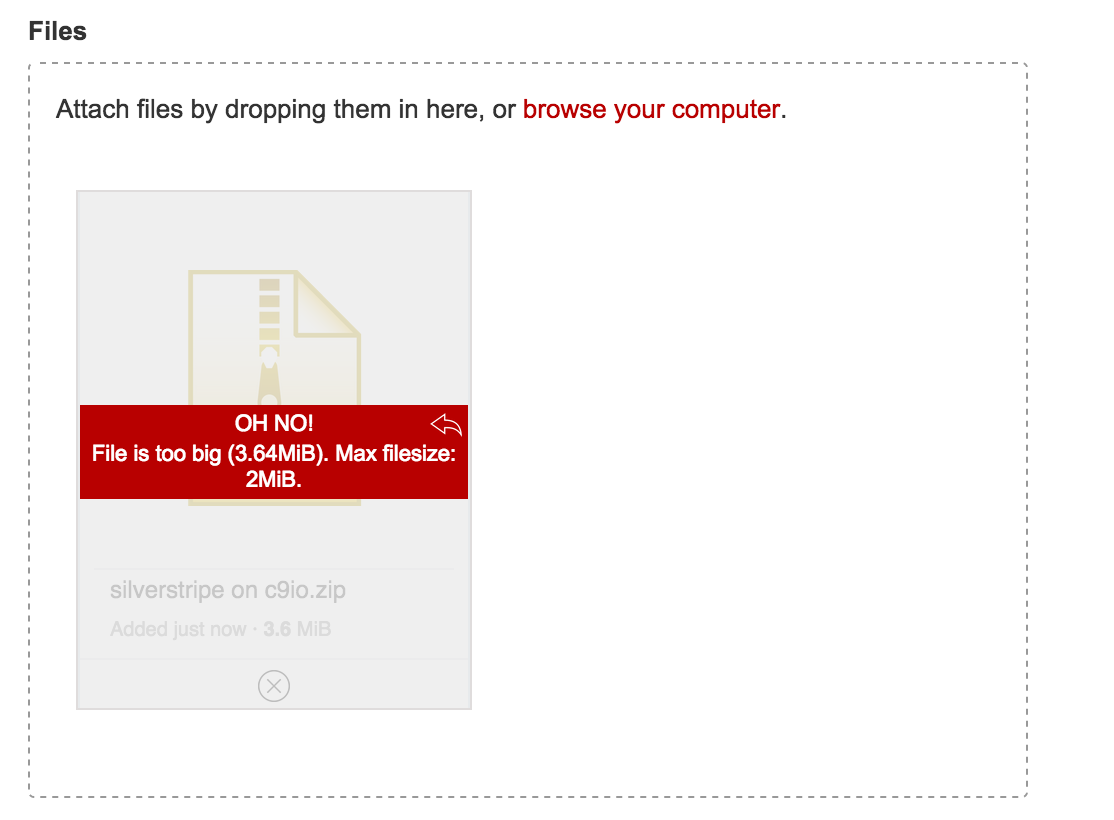 Files
Attach files by dropping them in here, or browse your computer.
OH NO!
File is too big (3.64MiB). Max filesize:
2MiB.
silverstripe on c9io.zip
Added just now · 3.6 MiB